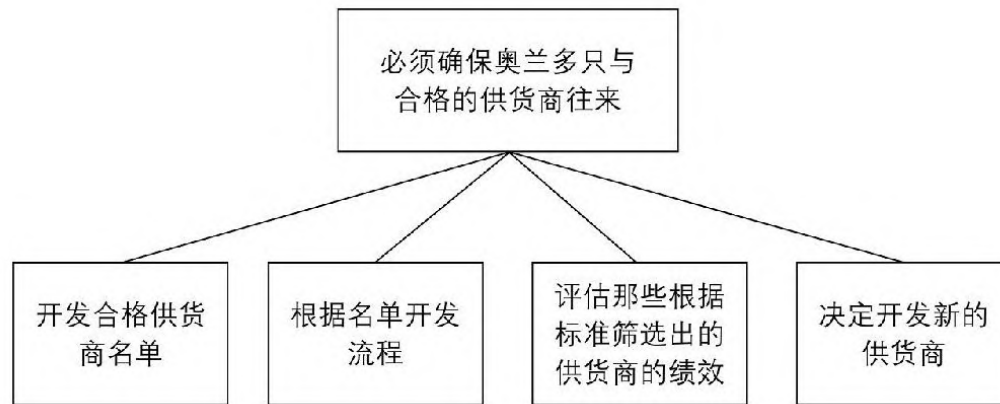 必须确保奥兰多只与
合格的供货商往来
开发合格供货
商名单
根据名单开发
流程
评估那些根据
标准筛选出的
供货商的绩效
决定开发新的
供货商